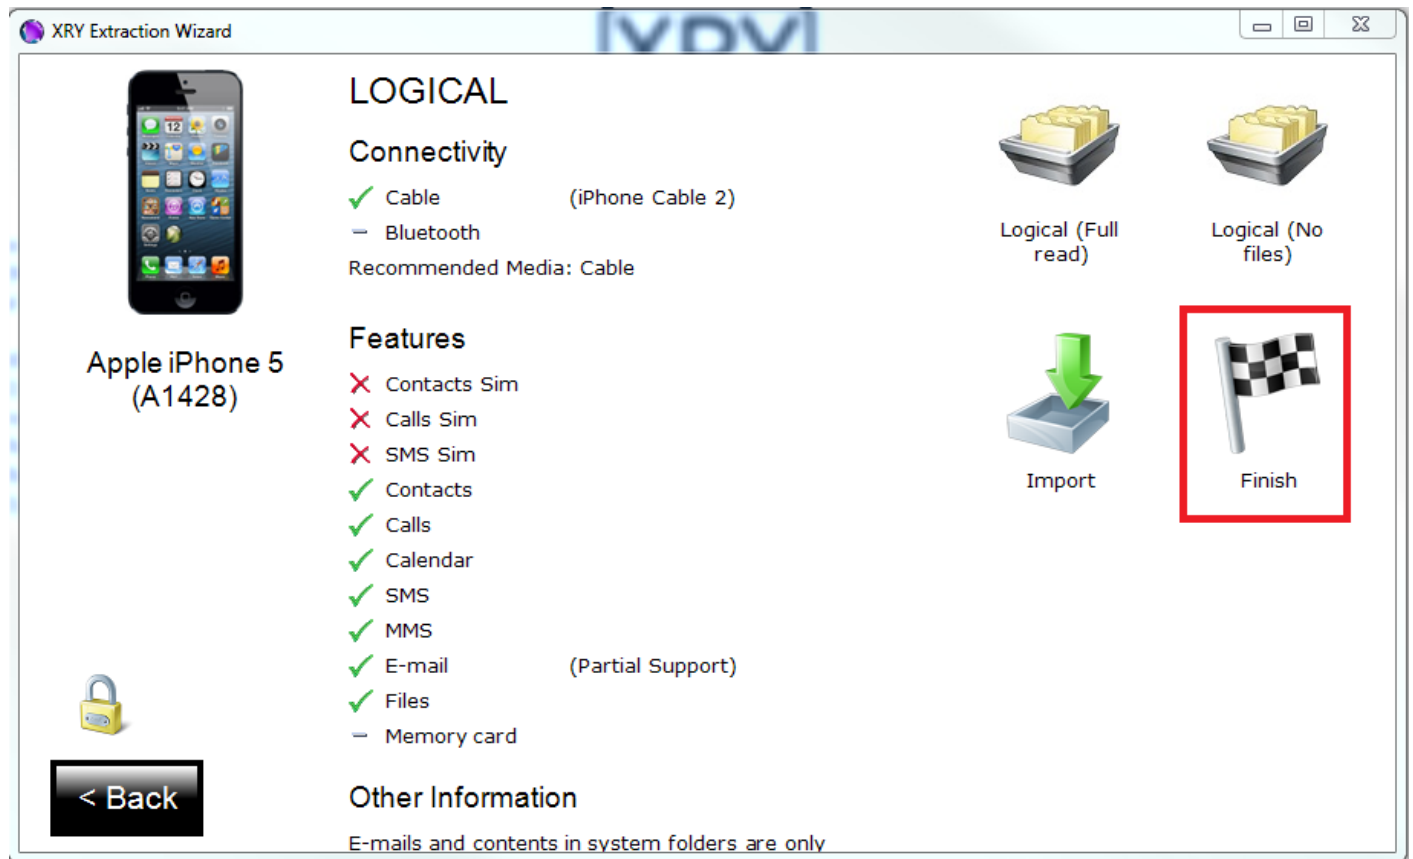 XRY Extraction Wizard
LOGICAL
Connectivity
Cable (iPhone Cable 2)
Bluetooth
Recommended Media: Cable
Features
Contacts Sim
Calls Sim
SMS Sim
Contacts
Calls
Calendar
SMS
MMS
E-mail (Partial Support)
Files
Memory card
Other Information
E-mails and contents in system folders are only
Apple iPhone 5
(A1428)
< Back
Logical (Full
read)
Logical (No
files)
Import
Finish
12